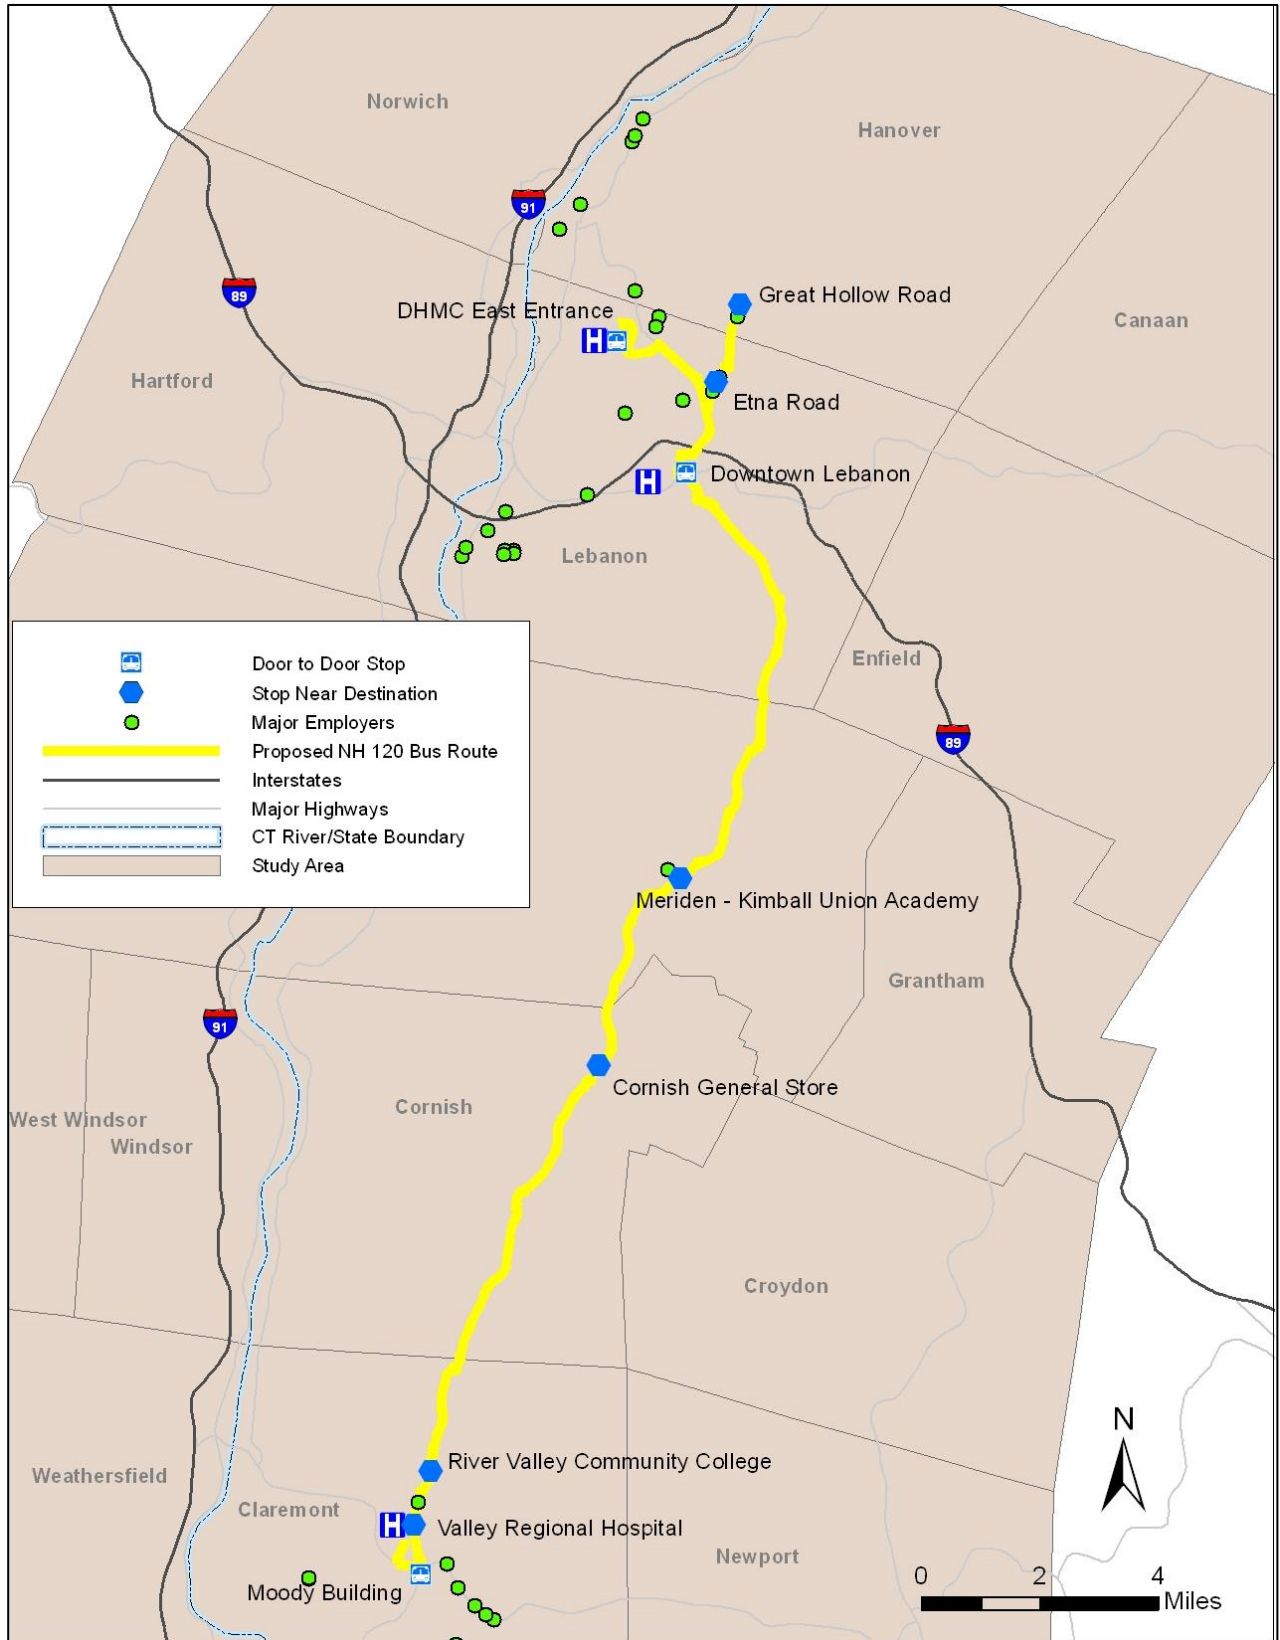 Norwich
Hanover
91
89
Great Hollow Road
DHMC East Entrance
Canaan
H
Hartford
Etna Road
Downtown Lebanon
H
Lebanon
Enfield
Door to Door Stop
Stop Near Destination
Major Employers
Proposed NH 120 Bus Route
Interstates
Major Highways
CT River/State Boundary
Study Area
89
Meriden - Kimball Union Academy
Grantham
91
Cornish General Store
Cornish
West Windsor
Windsor
Croydon
N
River Valley Community College
Weathersfield
Claremont
H
Valley Regional Hospital
Newport
Moody Building
0 2 4
Miles